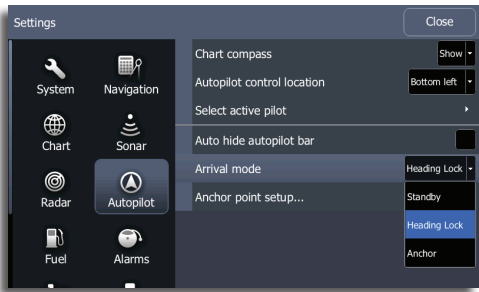 Settings
Close
System
Navigation
Chart
Sonar
Radar
Autopilot
Fuel
Alarms
Chart compass
Show
Autopilot control location
Bottom left
Select active pilot
Auto hide autopilot bar
Arrival mode
Heading Lock
Anchor point setup...
Standby
Heading Lock
Anchor